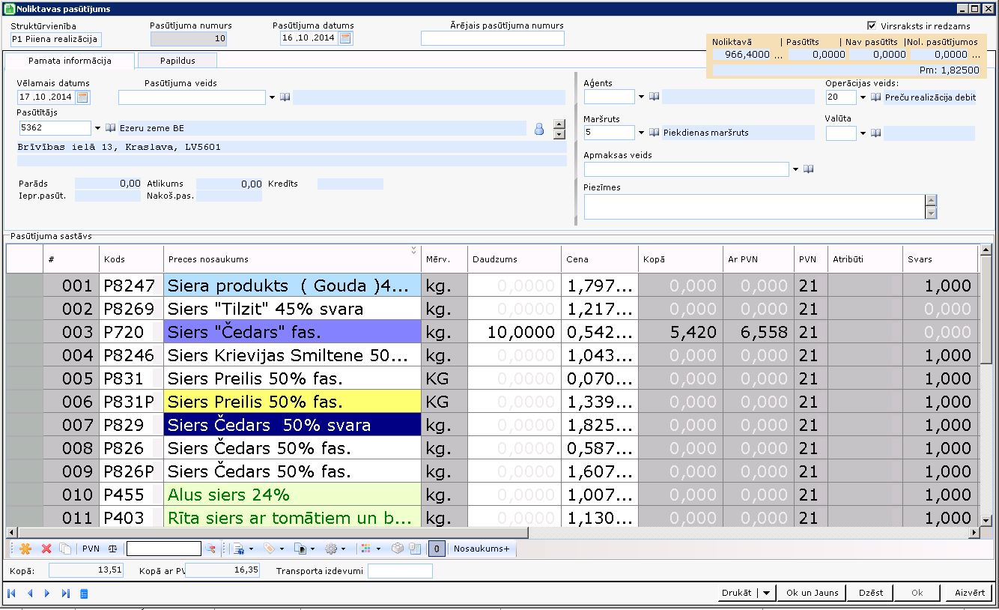 Noliktavas pasūtījums
Struktūrvienība Pasūtījuma numurs Pasūtījuma datums Ārējais pasūtījuma numurs Virsraksts ir redzams
P1 Piiena realizācija 10 16 .10 .2014
Noliktavā | Pasūtīts | Nav pasūtīts | Nol. pasūtījumos
966,4000 ... 0,0000 0,0000 0,0000 ...
Pm: 1,82500
Pamata informācija Papildus
Vēlamais datums Pasūtījuma veids Aģents Operācijas veids:
17 .10 .2014 20 Preču realizācija debit
Pasūtītājs Maršruts Valūta
5362 Ezeru zeme BE 5 Piekdienas maršruts
Brīvības ielā 13, Kraslava, LV5601
Apmaksas veids
Parāds 0,00 Atlikums 0,00 Kredīts Piezīmes
Iepr.pasūt. Nakoš.pas.
Pasūtījuma sastāvs
# Kods Preces nosaukums Mērv. Daudzums Cena Kopā Ar PVN PVN Atribūti Svars
001 P8247 Siera produkts ( Gouda )4... kg. 0,0000 1,797... 0,000 0,000 21 1,000
002 P8269 Siers "Tilzit" 45% svara kg. 0,0000 1,217... 0,000 0,000 21 0,000
003 P720 Siers "Čedars" fas. kg. 10,0000 0,542... 5,420 6,558 21 0,000
004 P8246 Siers Krievijas Smiltene 50... kg. 0,0000 1,043... 0,000 0,000 21 1,000
005 P831 Siers Preilis 50% fas. KG 0,0000 0,070... 0,000 0,000 21 1,000
006 P831P Siers Preilis 50% fas. KG 0,0000 1,339... 0,000 0,000 21 1,000
007 P829 Siers Čedars 50% svara kg. 0,0000 1,825... 0,000 0,000 21 1,000
008 P826 Siers Čedars 50% fas. kg. 0,0000 0,587... 0,000 0,000 21 1,000
009 P826P Siers Čedars 50% fas. kg. 0,0000 1,607... 0,000 0,000 21 1,000
010 P455 Alus siers 24% kg. 0,0000 1,007... 0,000 0,000 21 1,000
011 P403 Rīta siers ar tomātiem un b... kg. 0,0000 1,130... 0,000 0,000 21 1,000
PVN 0 Nosaukums+
Kopā: 13,51 Kopā ar PV 16,35 Transporta izdevumi
Drukāt | Ok un Jauns Dzēst Ok Aizvērt